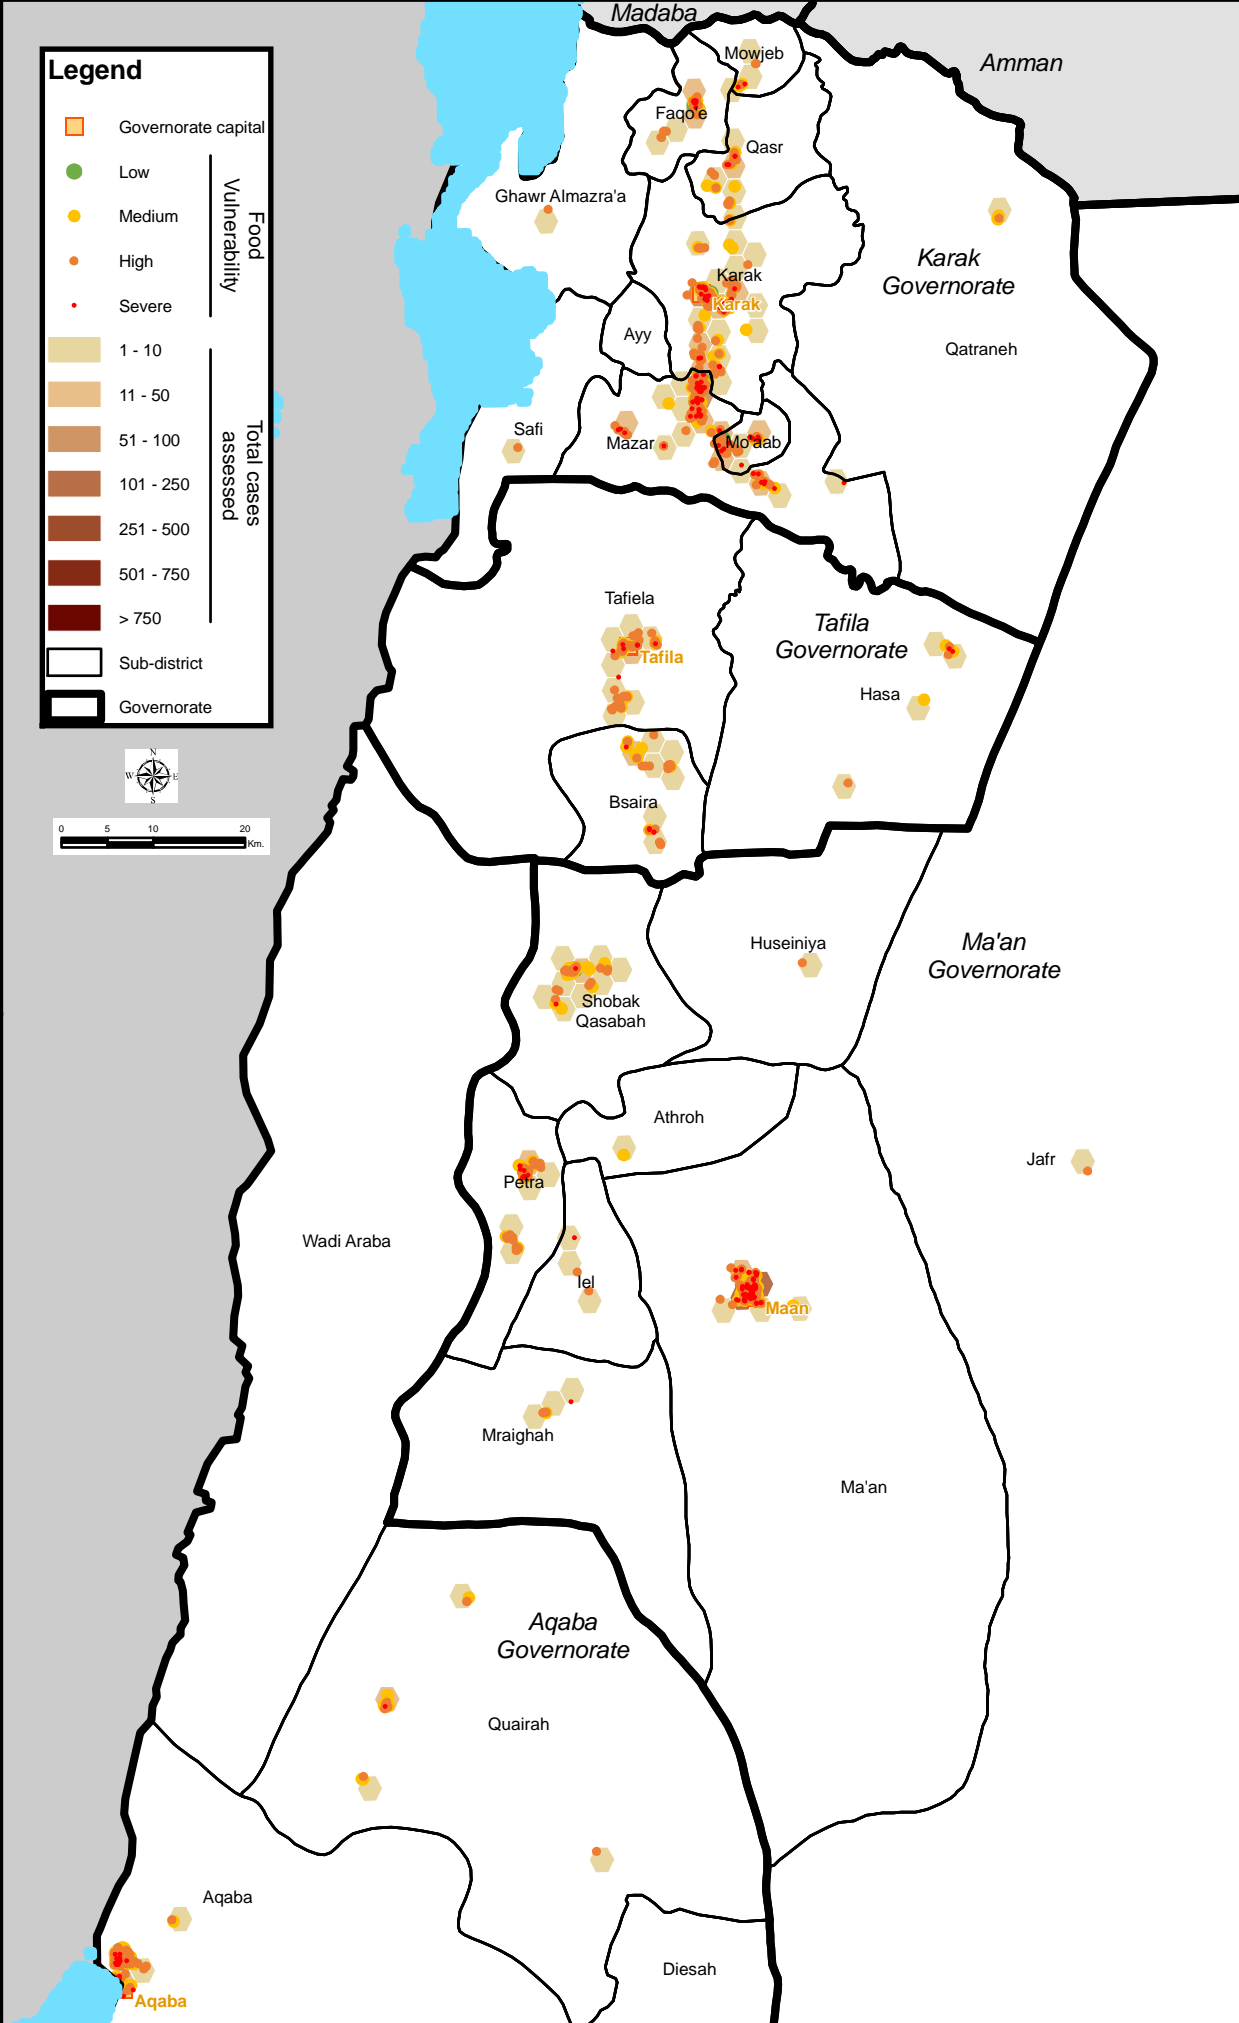 Madaba
Amman
Legend
Governorate capital
Low
Medium
High
Severe
Food
Vulnerability
1 - 10
11 - 50
51 - 100
101 - 250
251 - 500
501 - 750
> 750
Total cases
assessed
Sub-district
Governorate
N
W
E
S
0 5 10 20
Km.
Mowjeb
Faqo'e
Qasr
Ghawr Almazra'a
Karak
Governorate
Karak
Karak
Ayy
Qatraneh
Safi
Mazar
Mo'aab
Tafiela
Tafila
Governorate
Tafila
Hasa
Bsaira
Huseiniya
Ma'an
Governorate
Shobak
Qasabah
Athroh
Jafr
Petra
Wadi Araba
Iel
Maan
Mraighah
Ma'an
Aqaba
Governorate
Quairah
Aqaba
Diesah
Aqaba